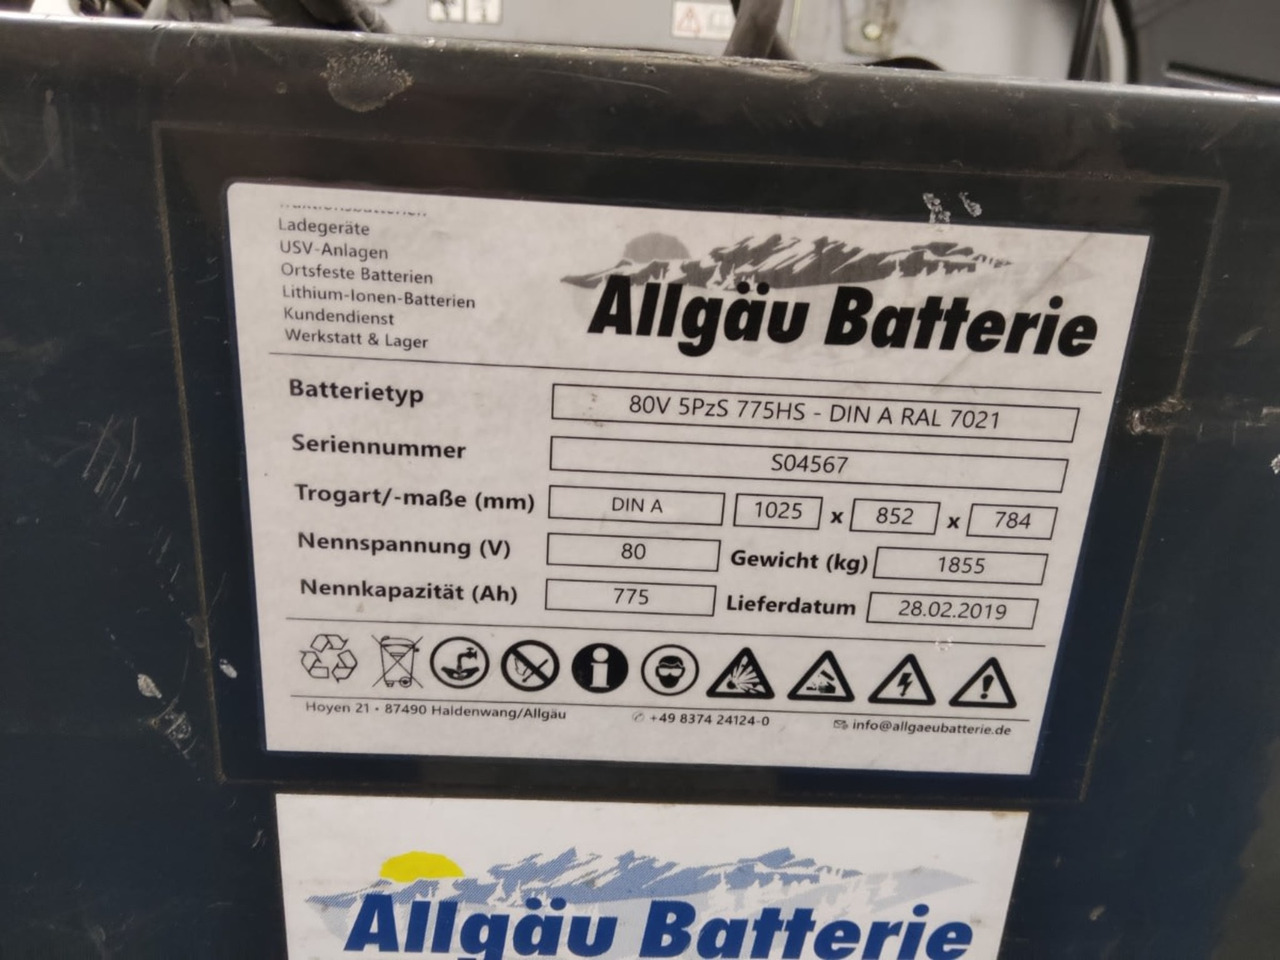 Ladegeräte
USV-Anlagen
Ortsfeste Batterien
Lithium-Ionen-Batterien
Kundendienst
Werkstatt & Lager
Allgäu Batterie
Batterietyp 80V 5PzS 775HS - DIN A RAL 7021
Seriennummer S04567
Trogart/-maße (mm) DIN A 1025 x 852 x 784
Nennspannung (V) 80 Gewicht (kg) 1855
Nennkapazität (Ah) 775 Lieferdatum 28.02.2019
Hoyen 21 • 87490 Haldenwang/Allgäu +49 8374 24124-0 info@allgaeubatterie.de
Allgäu Batterie